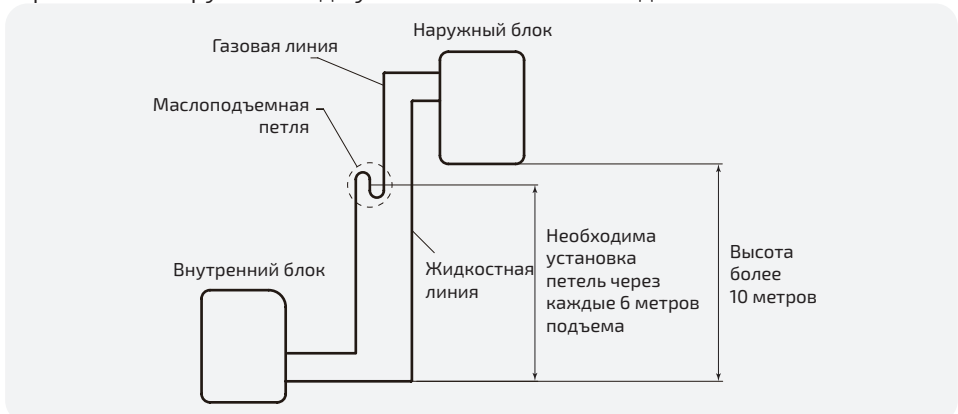 Наружный блок
Газовая линия
Маслоподъемная
петля
Внутренний блок
Жидкостная
линия
Необходима
установка
петель через
каждые 6 метров
подъема
Высота
более
10 метров